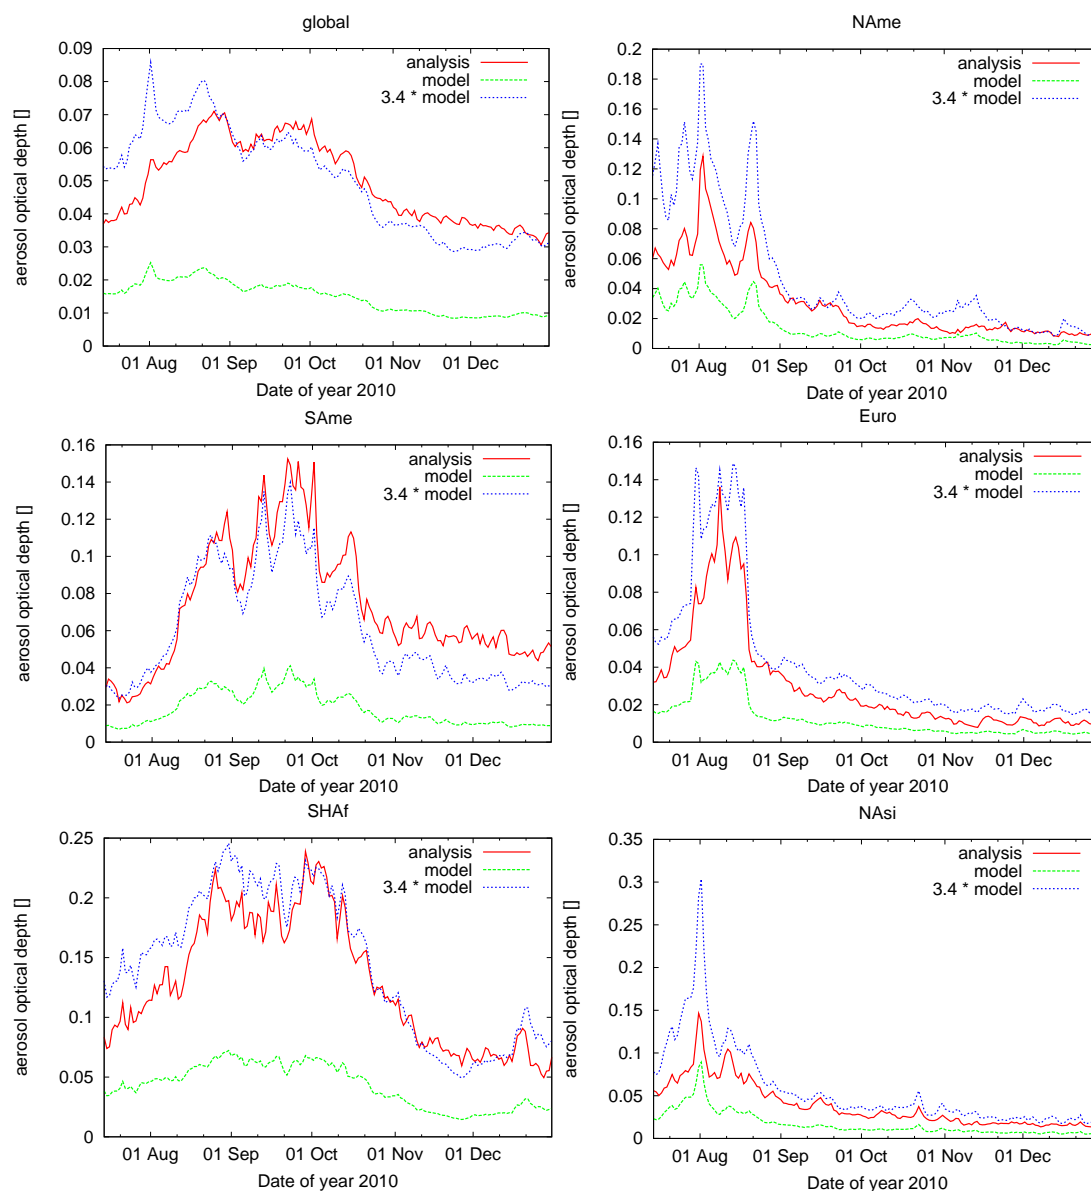 global
aerosol optical depth []
0.09
0.08
0.07
0.06
0.05
0.04
0.03
0.02
0.01
0
analysis
model
3.4 * model
01 Aug 01 Sep 01 Oct 01 Nov 01 Dec
Date of year 2010
NAme
aerosol optical depth []
0.2
0.18
0.16
0.14
0.12
0.1
0.08
0.06
0.04
0.02
0
analysis
model
3.4 * model
01 Aug 01 Sep 01 Oct 01 Nov 01 Dec
Date of year 2010
SAme
aerosol optical depth []
0.16
0.14
0.12
0.1
0.08
0.06
0.04
0.02
0
analysis
model
3.4 * model
01 Aug 01 Sep 01 Oct 01 Nov 01 Dec
Date of year 2010
Euro
aerosol optical depth []
0.16
0.14
0.12
0.1
0.08
0.06
0.04
0.02
0
analysis
model
3.4 * model
01 Aug 01 Sep 01 Oct 01 Nov 01 Dec
Date of year 2010
SHAf
aerosol optical depth []
0.25
0.2
0.15
0.1
0.05
0
analysis
model
3.4 * model
01 Aug 01 Sep 01 Oct 01 Nov 01 Dec
Date of year 2010
NAsi
aerosol optical depth []
0.35
0.3
0.25
0.2
0.15
0.1
0.05
0
analysis
model
3.4 * model
01 Aug 01 Sep 01 Oct 01 Nov 01 Dec
Date of year 2010